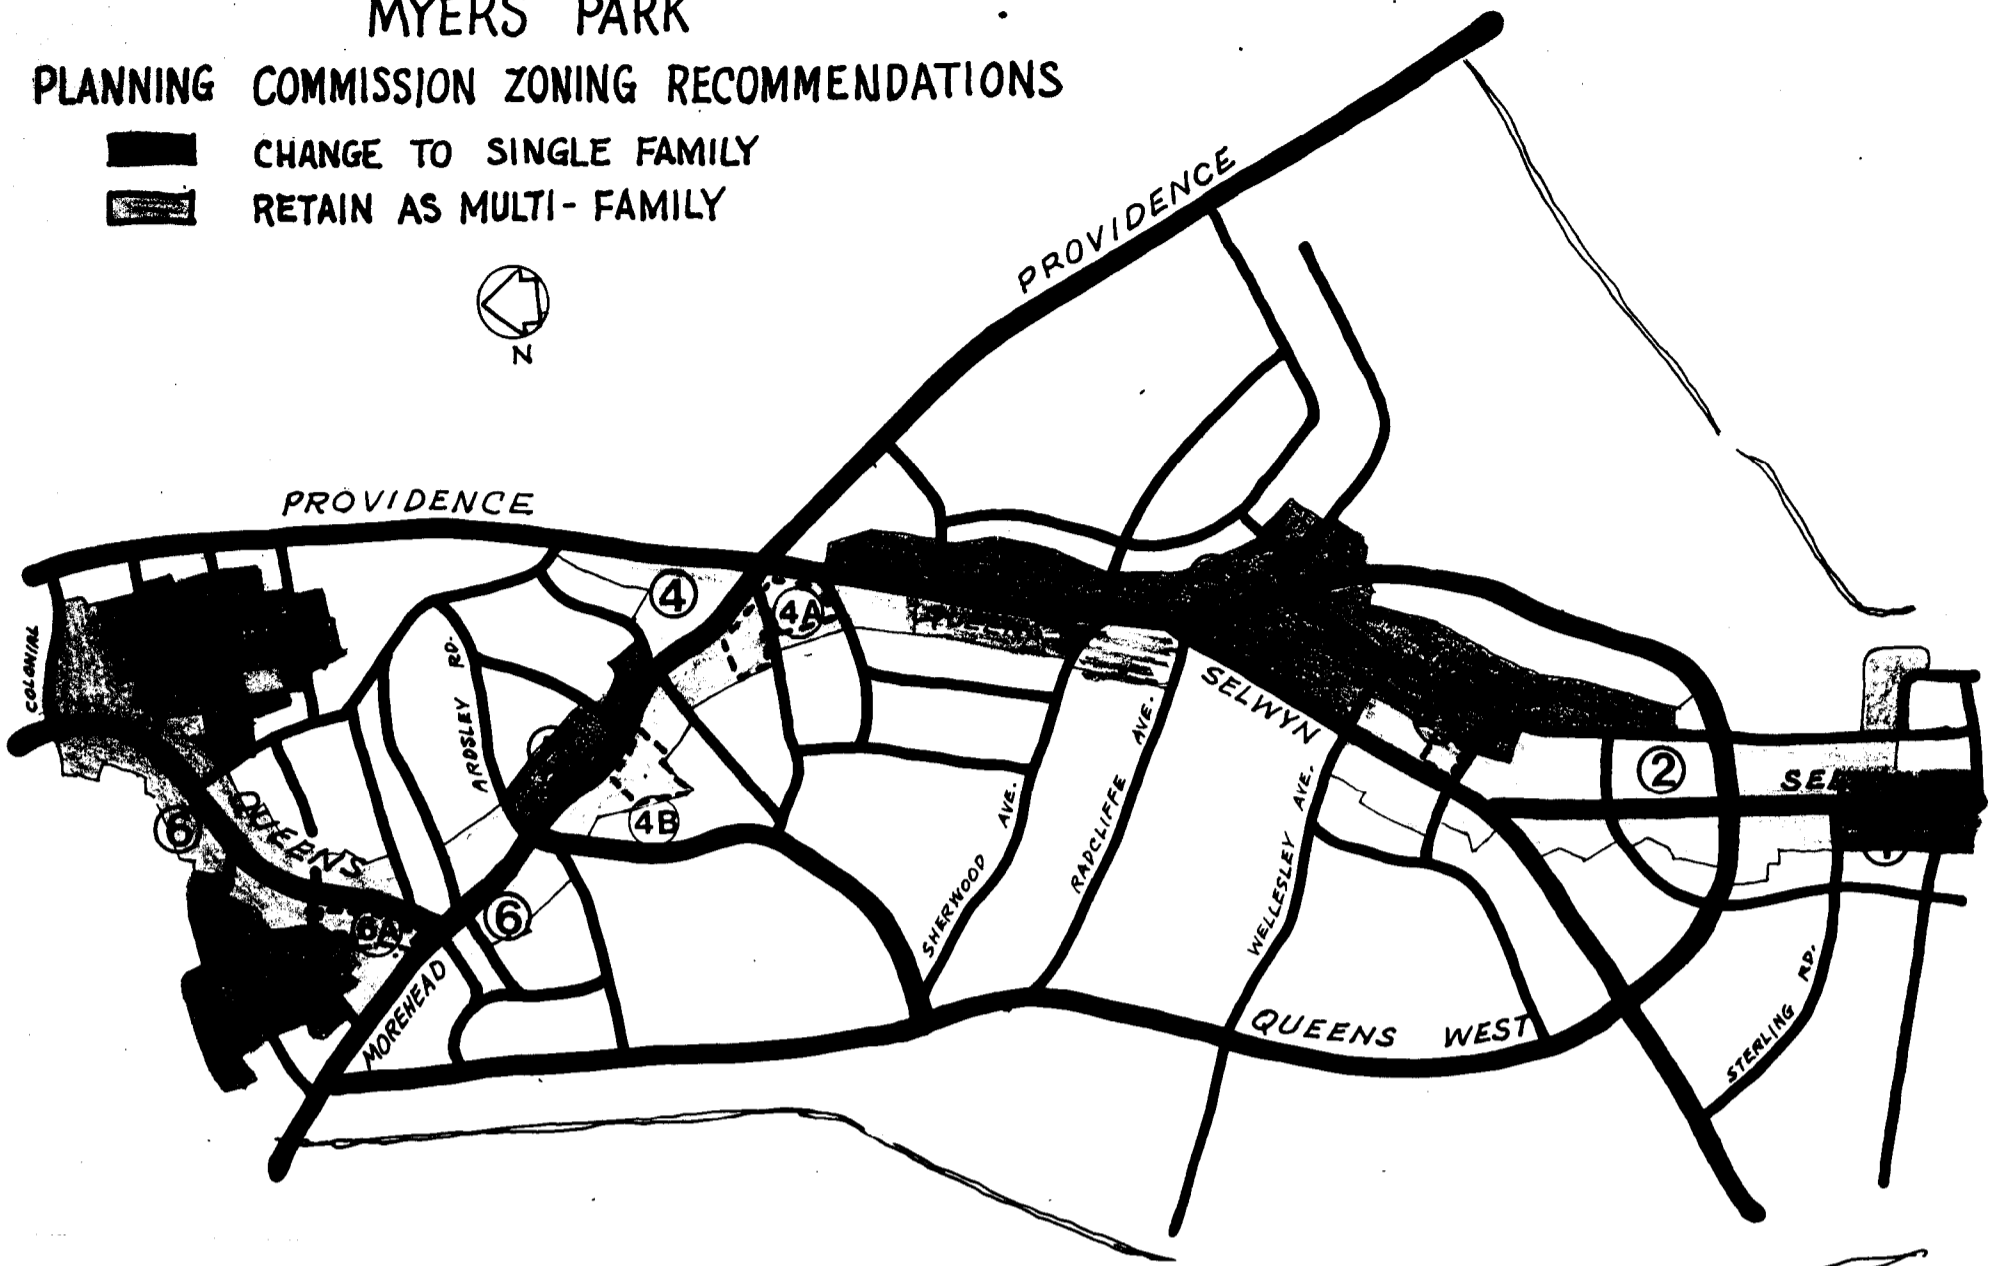 MYERS PARK
PLANNING COMMISSION ZONING RECOMMENDATIONS
CHANGE TO SINGLE FAMILY
RETAIN AS MULTI-FAMILY
N
PROVIDENCE
PROVIDENCE
COLONIAL
4
4A
ARDSLEY RD.
SELWYN
RADCLIFFE AVE.
SHERWOOD AVE.
WELLESLEY AVE.
2
SEL
4B
6
QUEENS
6A
6
MOREHEAD
QUEENS WEST
STERLING RD.